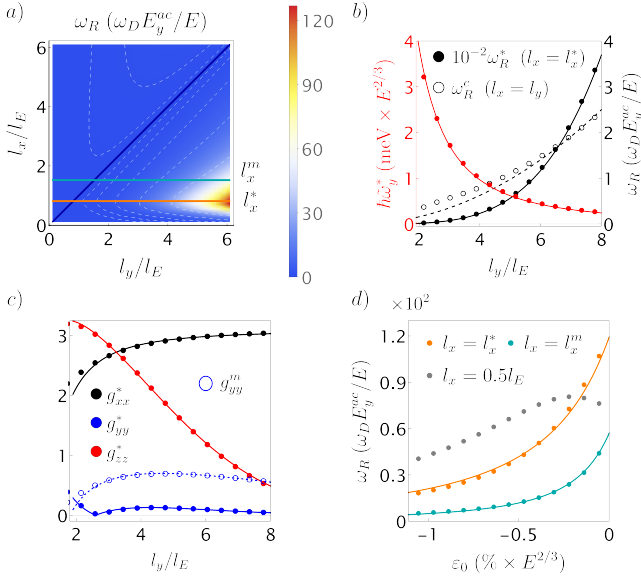 a)
ω_R (ω_D E_y^{ac}/E)
6
4
2
0
l_x/l_E
0
2
4
6
l_y/l_E
l_x^m
l_x^*
120
90
60
30
0
b)
4
3
2
1
0
ħω̃_y^* (meV × E^{2/3})
10^{-2}ω_R^* (l_x = l_x^*)
ω_R^c (l_x = l_y)
4
3
2
1
0
ω_R (ω_D E_y^{ac}/E)
2
4
6
8
l_y/l_E
c)
3
2
1
0
g_{xx}^*
g_{yy}^*
g_{zz}^*
g_{yy}^m
2
4
6
8
l_y/l_E
d)
×10^2
1.2
0.8
0.4
0
ω_R (ω_D E_y^{ac}/E)
l_x = l_x^* l_x = l_x^m
l_x = 0.5l_E
−1
−0.5
0
ε_0 (% × E^{2/3})